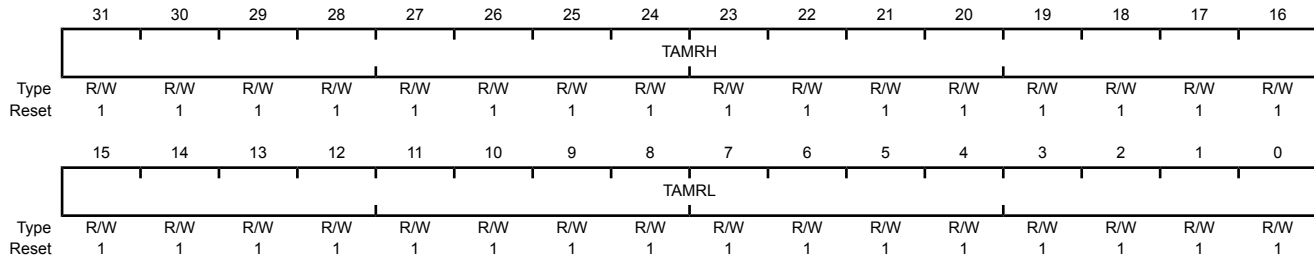 31 30 29 28 27 26 25 24 23 22 21 20 19 18 17 16
TAMRH
Type R/W R/W R/W R/W R/W R/W R/W R/W R/W R/W R/W R/W R/W R/W R/W R/W
Reset 1 1 1 1 1 1 1 1 1 1 1 1 1 1 1 1
15 14 13 12 11 10 9 8 7 6 5 4 3 2 1 0
TAMRL
Type R/W R/W R/W R/W R/W R/W R/W R/W R/W R/W R/W R/W R/W R/W R/W R/W
Reset 1 1 1 1 1 1 1 1 1 1 1 1 1 1 1 1